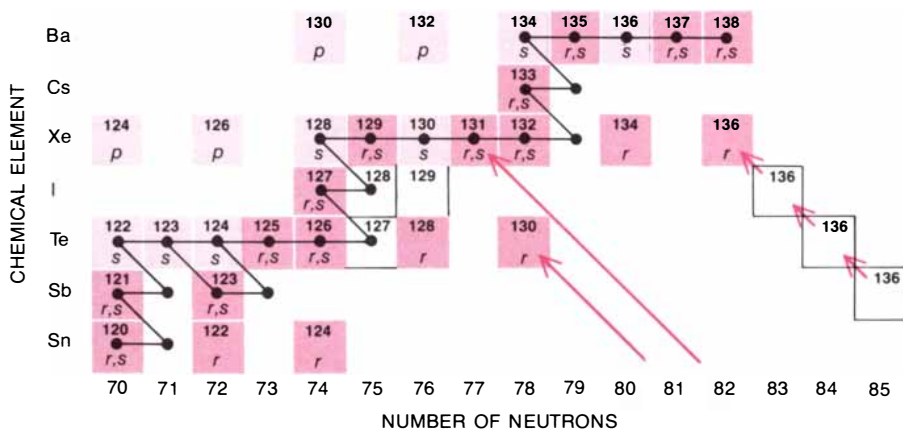 CHEMICAL ELEMENT
130 132 134 135 136 137 138
Ba
p p s r,s s r,s r,s
133
Cs
r,s
124 126 128 129 130 131 132 134 136
Xe
p p s r,s s r,s r,s r r
127 128 129 136
I
r,s
122 123 124 125 126 127 128 130 136
Te
s s s r,s r,s r r
121 123 136
Sb
r,s r,s
120 122 124
Sn
r,s r r
70 71 72 73 74 75 76 77 78 79 80 81 82 83 84 85
NUMBER OF NEUTRONS